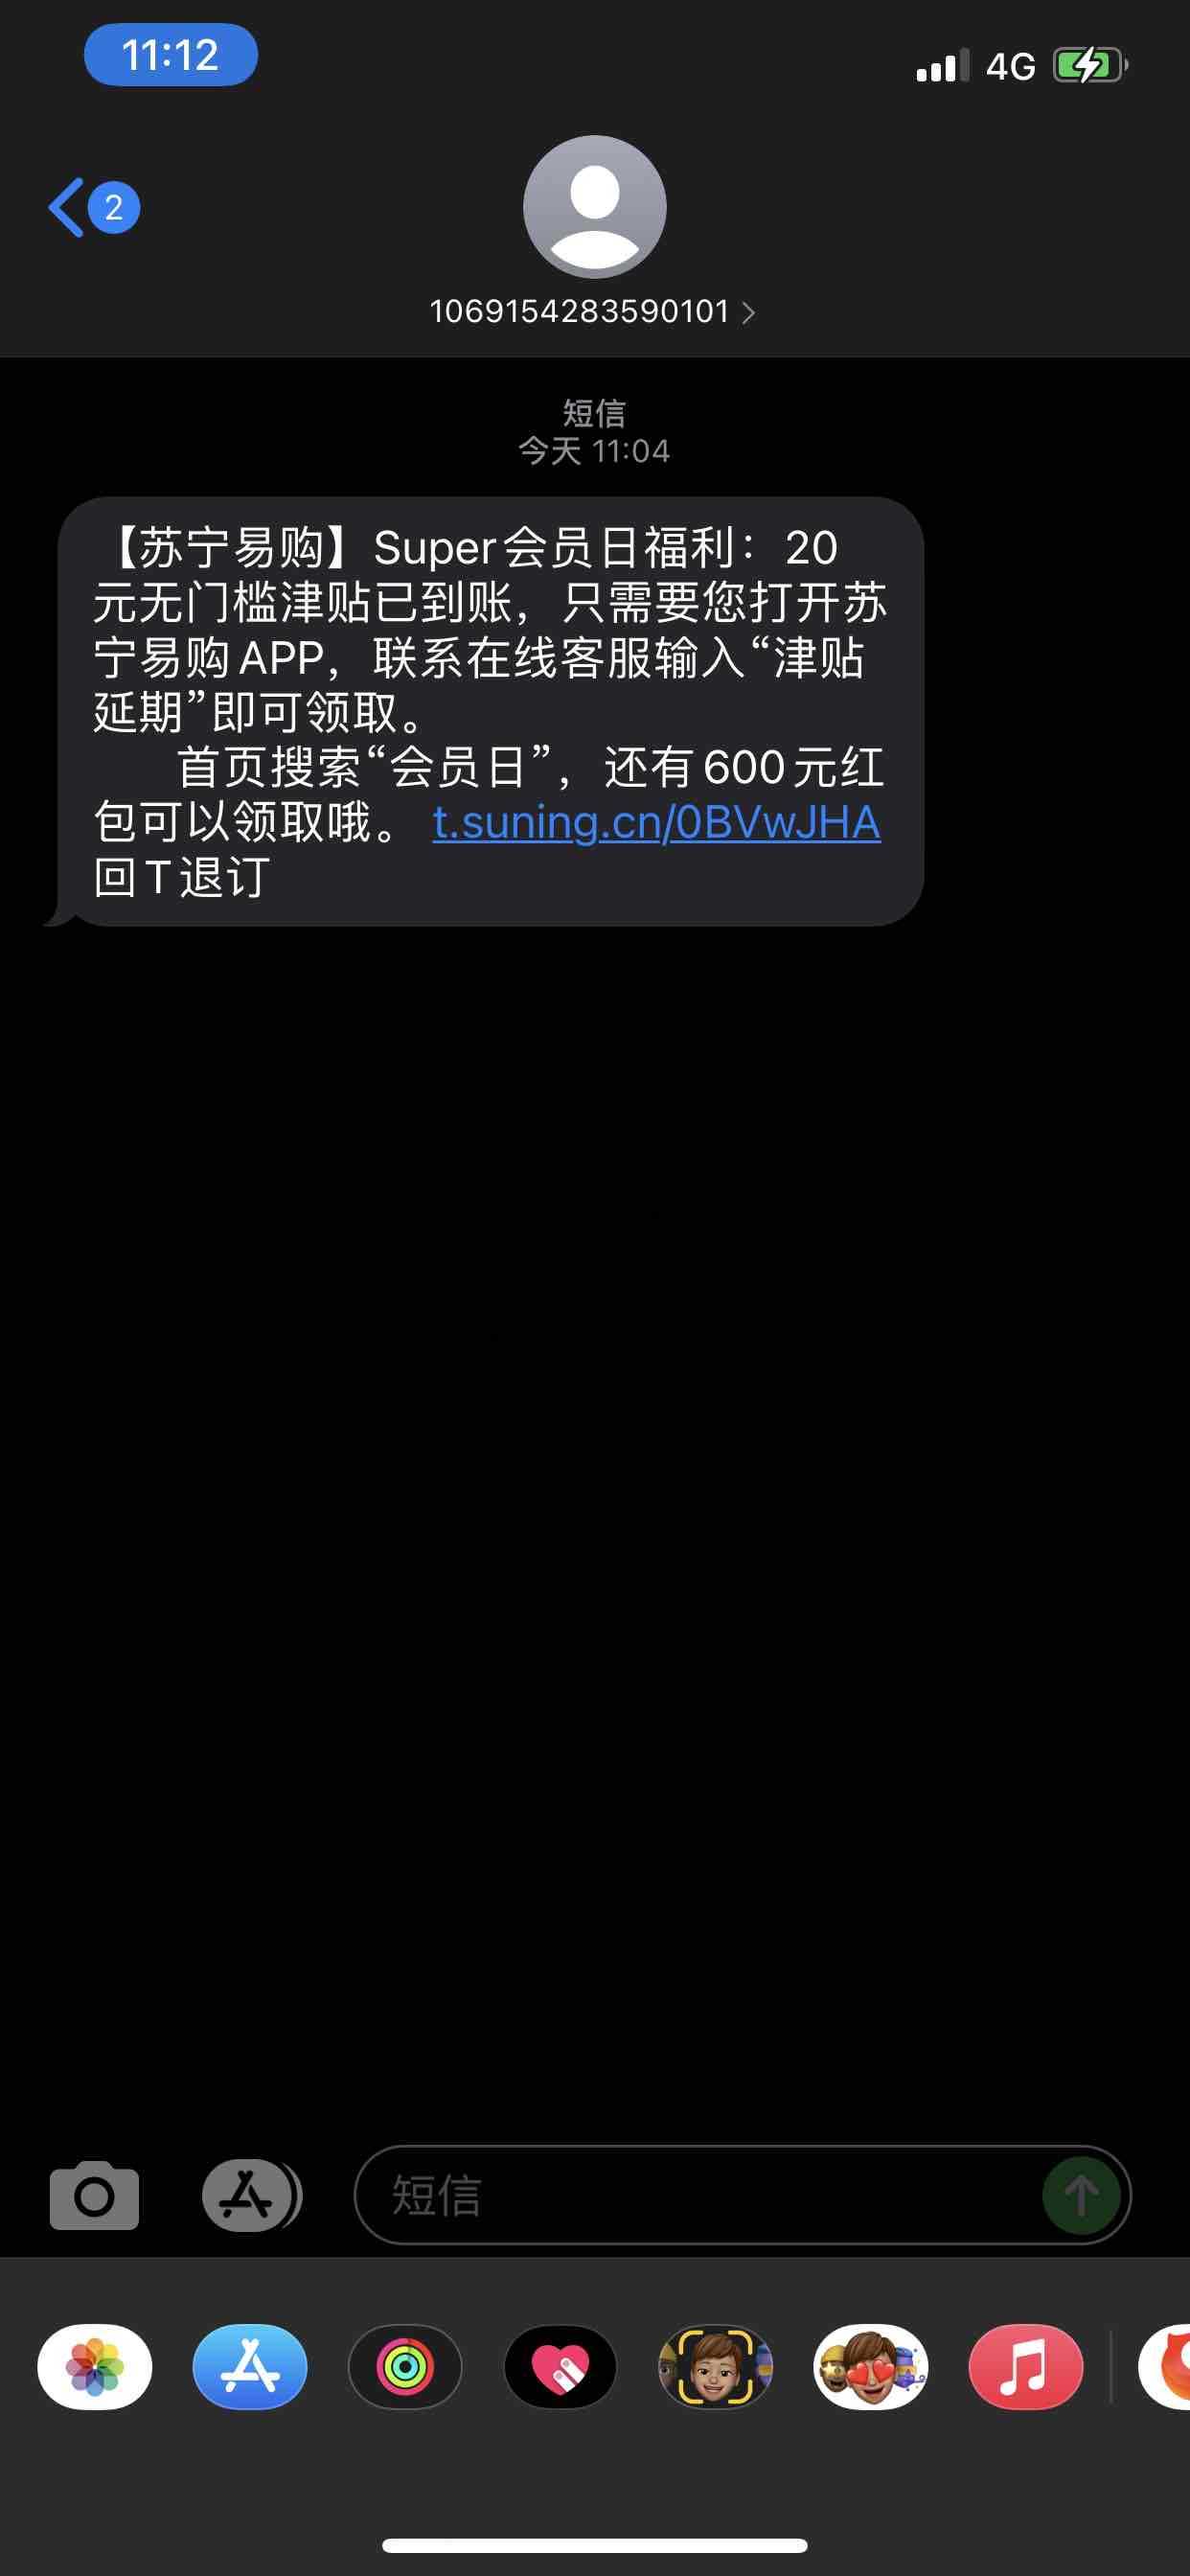 11:12
4G
2
1069154283590101
短信
今天 11:04
【苏宁易购】Super会员日福利：20
元无门槛津贴已到账，只需要您打开苏
宁易购APP，联系在线客服输入“津贴
延期”即可领取。
首页搜索“会员日”，还有600元红
包可以领取哦。 t.suning.cn/0BVwJHA
回T退订
短信